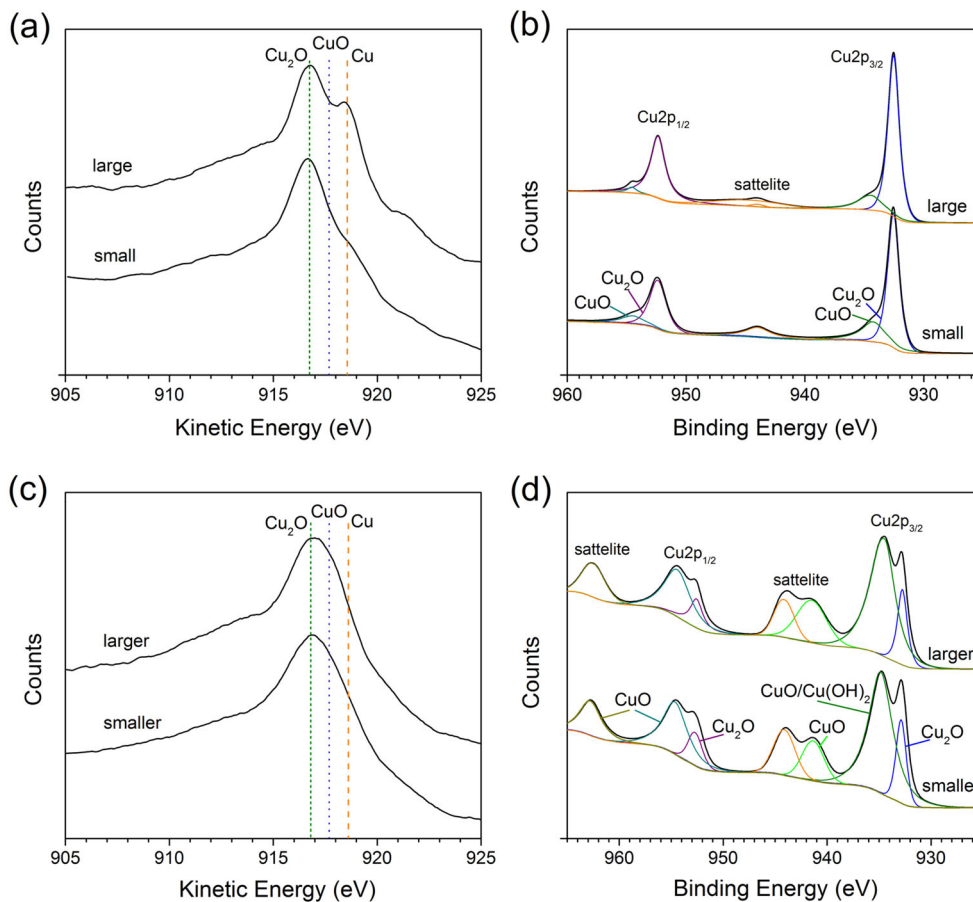 (a)
Cu₂O
CuO
Cu
large
small
Counts
905 910 915 920 925
Kinetic Energy (eV)
(b)
Cu2p₃/₂
Cu2p₁/₂
sattelite
large
Cu₂O
CuO
Cu₂O
CuO
small
Counts
960 950 940 930
Binding Energy (eV)
(c)
Cu₂O
CuO
Cu
larger
smaller
Counts
905 910 915 920 925
Kinetic Energy (eV)
(d)
Cu2p₃/₂
sattelite
Cu2p₁/₂
sattelite
larger
CuO/Cu(OH)₂
CuO
Cu₂O
CuO
Cu₂O
smaller
Counts
960 950 940 930
Binding Energy (eV)